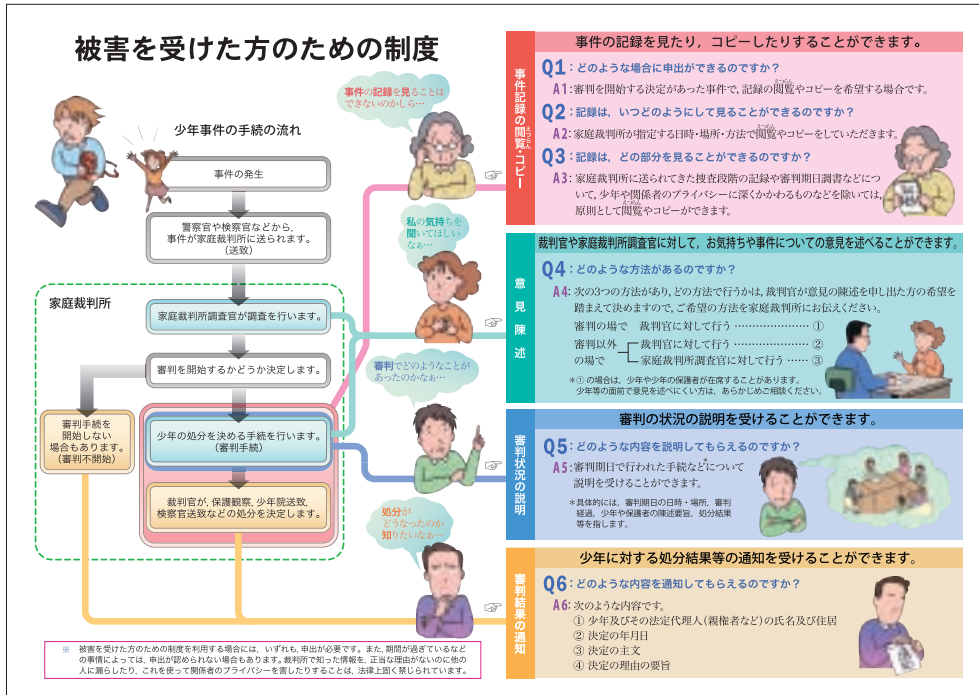 被害を受けた方のための制度
少年事件の手続の流れ
事件の発生
警察官や検察官などから，
事件が家庭裁判所に送られます。
（送致）
家庭裁判所
家庭裁判所調査官が調査を行います。
審判を開始するかどうか決定します。
審判手続を
開始しない
場合もあります。
（審判不開始）
少年の処分を決める手続を行います。
（審判手続）
裁判官が，保護観察，少年院送致，
検察官送致などの処分を決定します。
事件の記録を見ることは
できないのかしら…
私の気持ちを
聞いてほしい
なぁ…
審判でどのようなことが
あったのかなぁ…
処分が
どうなったのか
知りたいなぁ…
※ 被害を受けた方のための制度を利用する場合には，いずれも，申出が必要です。また，期間が過ぎているなど
の事情によっては，申出が認められない場合もあります。裁判所で知った情報を，正当な理由がないのに他の
人に漏らしたり，これを使って関係者のプライバシーを害したりすることは，法律上固く禁じられています。
事件記録の閲覧・コピー
えつらん
事件の記録を見たり，コピーしたりすることができます。
Q1：どのような場合に申出ができるのですか？
えつらん
A1：審判を開始する決定があった事件で，記録の閲覧やコピーを希望する場合です。
Q2：記録は，いつどのようにして見ることができるのですか？
えつらん
A2：家庭裁判所が指定する日時・場所・方法で閲覧やコピーをしていただきます。
Q3：記録は，どの部分を見ることができるのですか？
A3：家庭裁判所に送られてきた捜査段階の記録や審判期日調書などにつ
いて，少年や関係者のプライバシーに深くかかわるものなどを除いては，
えつらん
原則として閲覧やコピーができます。
意見陳述
裁判官や家庭裁判所調査官に対して，お気持ちや事件についての意見を述べることができます。
Q4：どのような方法があるのですか？
A4：次の3つの方法があり，どの方法で行うかは，裁判官が意見の陳述を申し出た方の希望を
踏まえて決めますので，ご希望の方法を家庭裁判所にお伝えください。
審判の場で 裁判官に対して行う …………………… ①
審判以外 裁判官に対して行う …………………… ②
の場で 家庭裁判所調査官に対して行う …… ③
＊① の場合は，少年や少年の保護者が在席することがあります。
少年等の面前で意見を述べにくい方は，あらかじめご相談ください。
審判状況の説明
審判の状況の説明を受けることができます。
Q5：どのような内容を説明してもらえるのですか？
A5：審判期日で行われた手続など＊について
説明を受けることができます。
＊具体的には，審判期日の日時・場所，審判
経過，少年や保護者の陳述要旨，処分結果
等を指します。
審判結果の通知
少年に対する処分結果等の通知を受けることができます。
Q6：どのような内容を通知してもらえるのですか？
A6：次のような内容です。
① 少年及びその法定代理人（親権者など）の氏名及び住居
② 決定の年月日
③ 決定の主文
④ 決定の理由の要旨